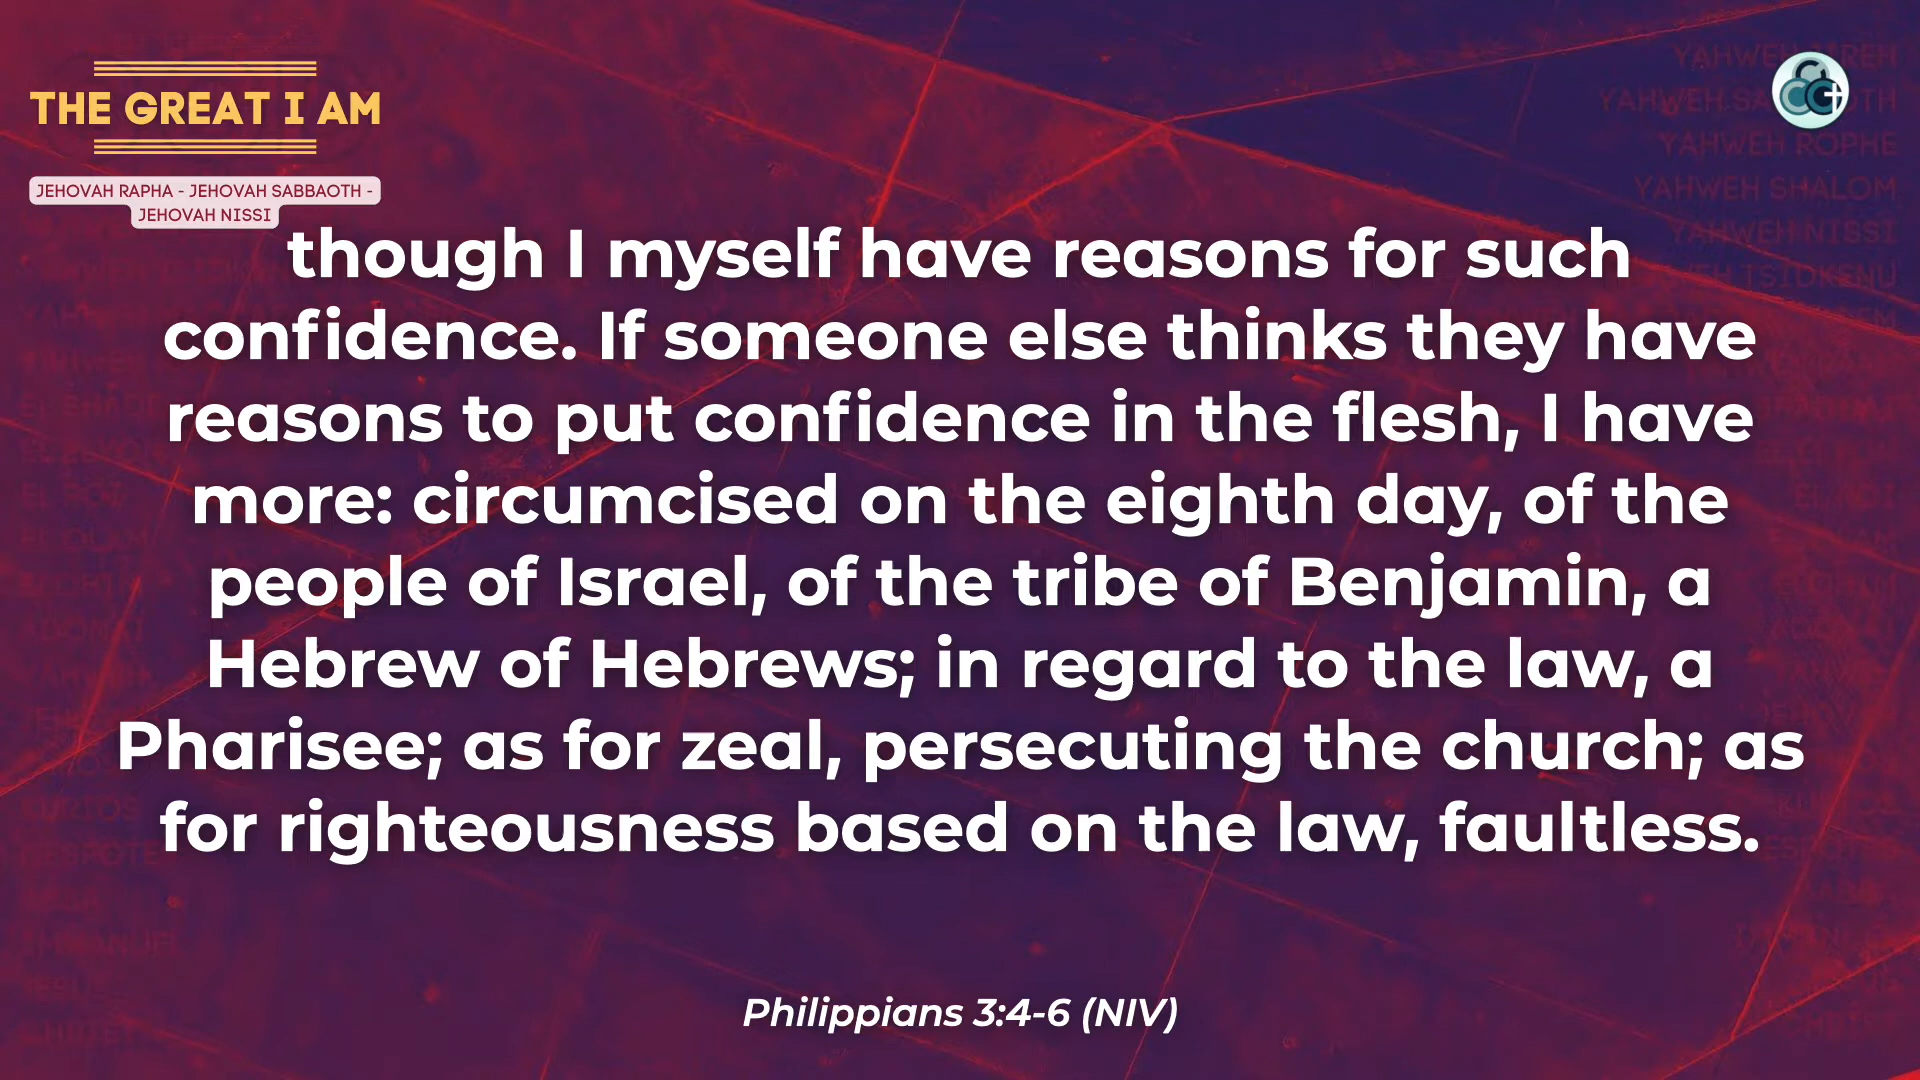 THE GREAT I AM
JEHOVAH RAPHA - JEHOVAH SABBAOTH -
JEHOVAH NISSI
YAHWEH ROPHE
YAHWEH SHALOM
YAHWEH NISSI
though I myself have reasons for such
confidence. If someone else thinks they have
reasons to put confidence in the flesh, I have
more: circumcised on the eighth day, of the
people of Israel, of the tribe of Benjamin, a
Hebrew of Hebrews; in regard to the law, a
Pharisee; as for zeal, persecuting the church; as
for righteousness based on the law, faultless.
Philippians 3:4-6 (NIV)